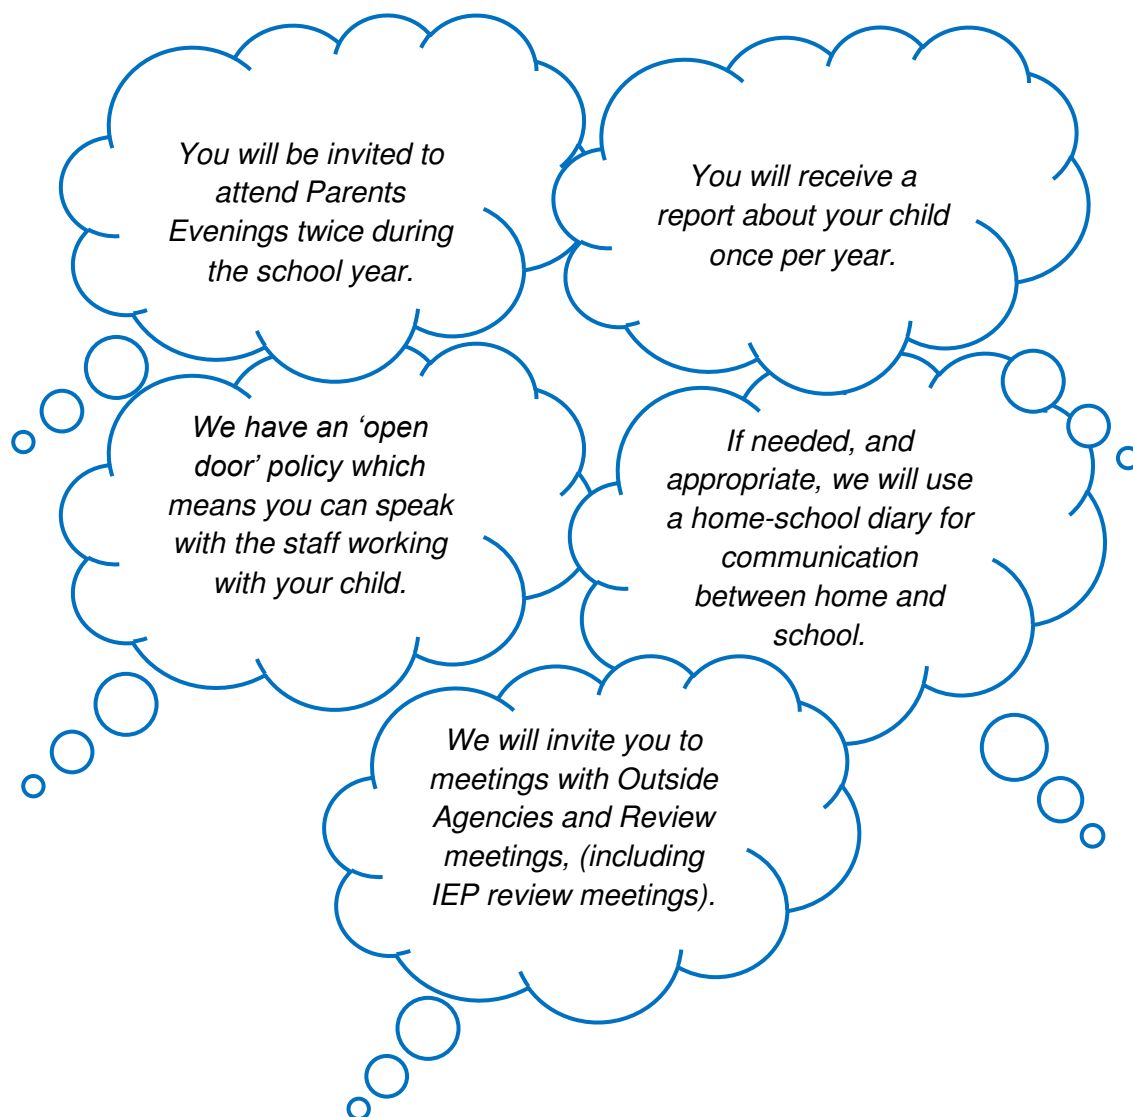 You will be invited to
attend Parents
Evenings twice during
the school year.
You will receive a
report about your child
once per year.
We have an ‘open
door’ policy which
means you can speak
with the staff working
with your child.
If needed, and
appropriate, we will use
a home-school diary for
communication
between home and
school.
We will invite you to
meetings with Outside
Agencies and Review
meetings, (including
IEP review meetings).